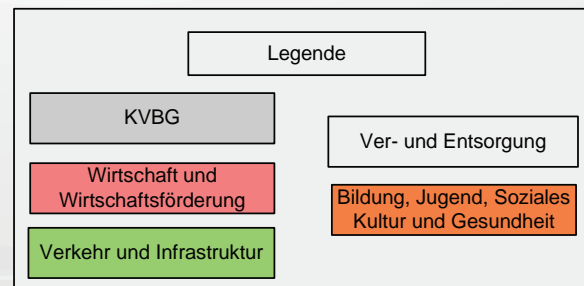 Legende
KVBG
Wirtschaft und
Wirtschaftsförderung
Verkehr und Infrastruktur
Ver- und Entsorgung
Bildung, Jugend, Soziales
Kultur und Gesundheit